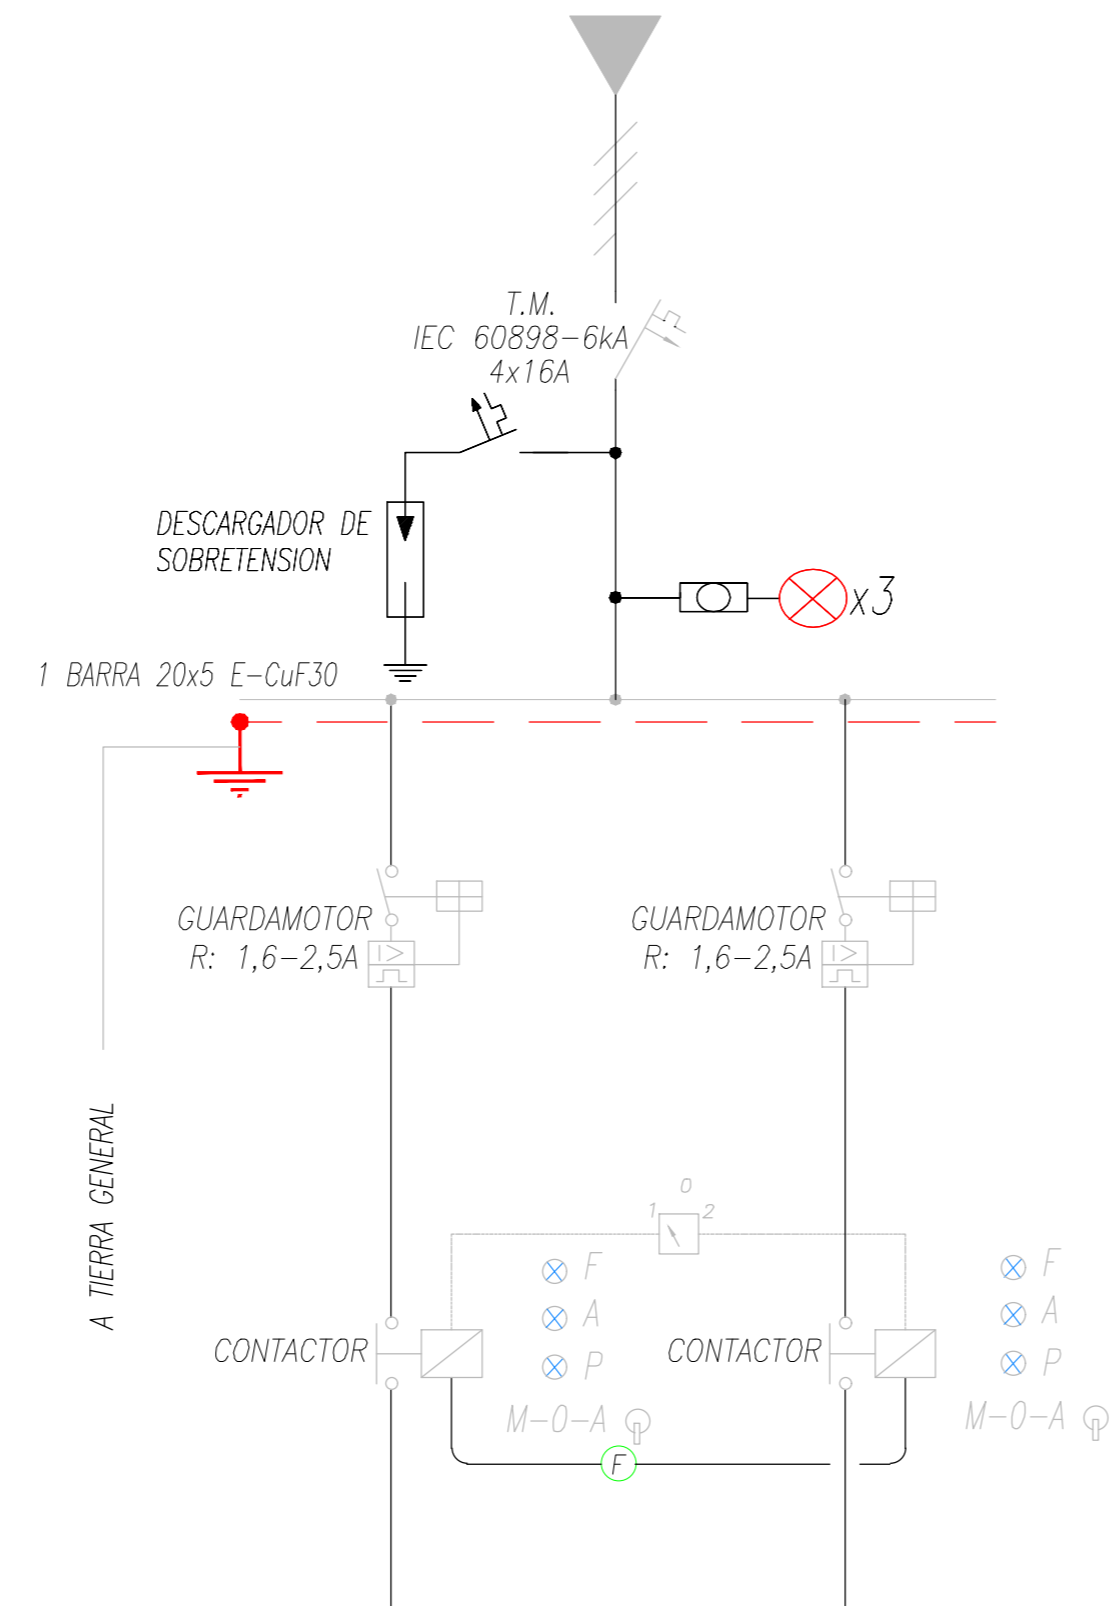 T.M.
IEC 60898-6kA
4x16A
DESCARGADOR DE
SOBRETENSION
x3
1 BARRA 20x5 E-CuF30
GUARDAMOTOR
R: 1,6-2,5A
I>
GUARDAMOTOR
R: 1,6-2,5A
I>
A TIERRA GENERAL
0
1
2
F
A
P
M-0-A
F
A
P
M-0-A
CONTACTOR
CONTACTOR
F